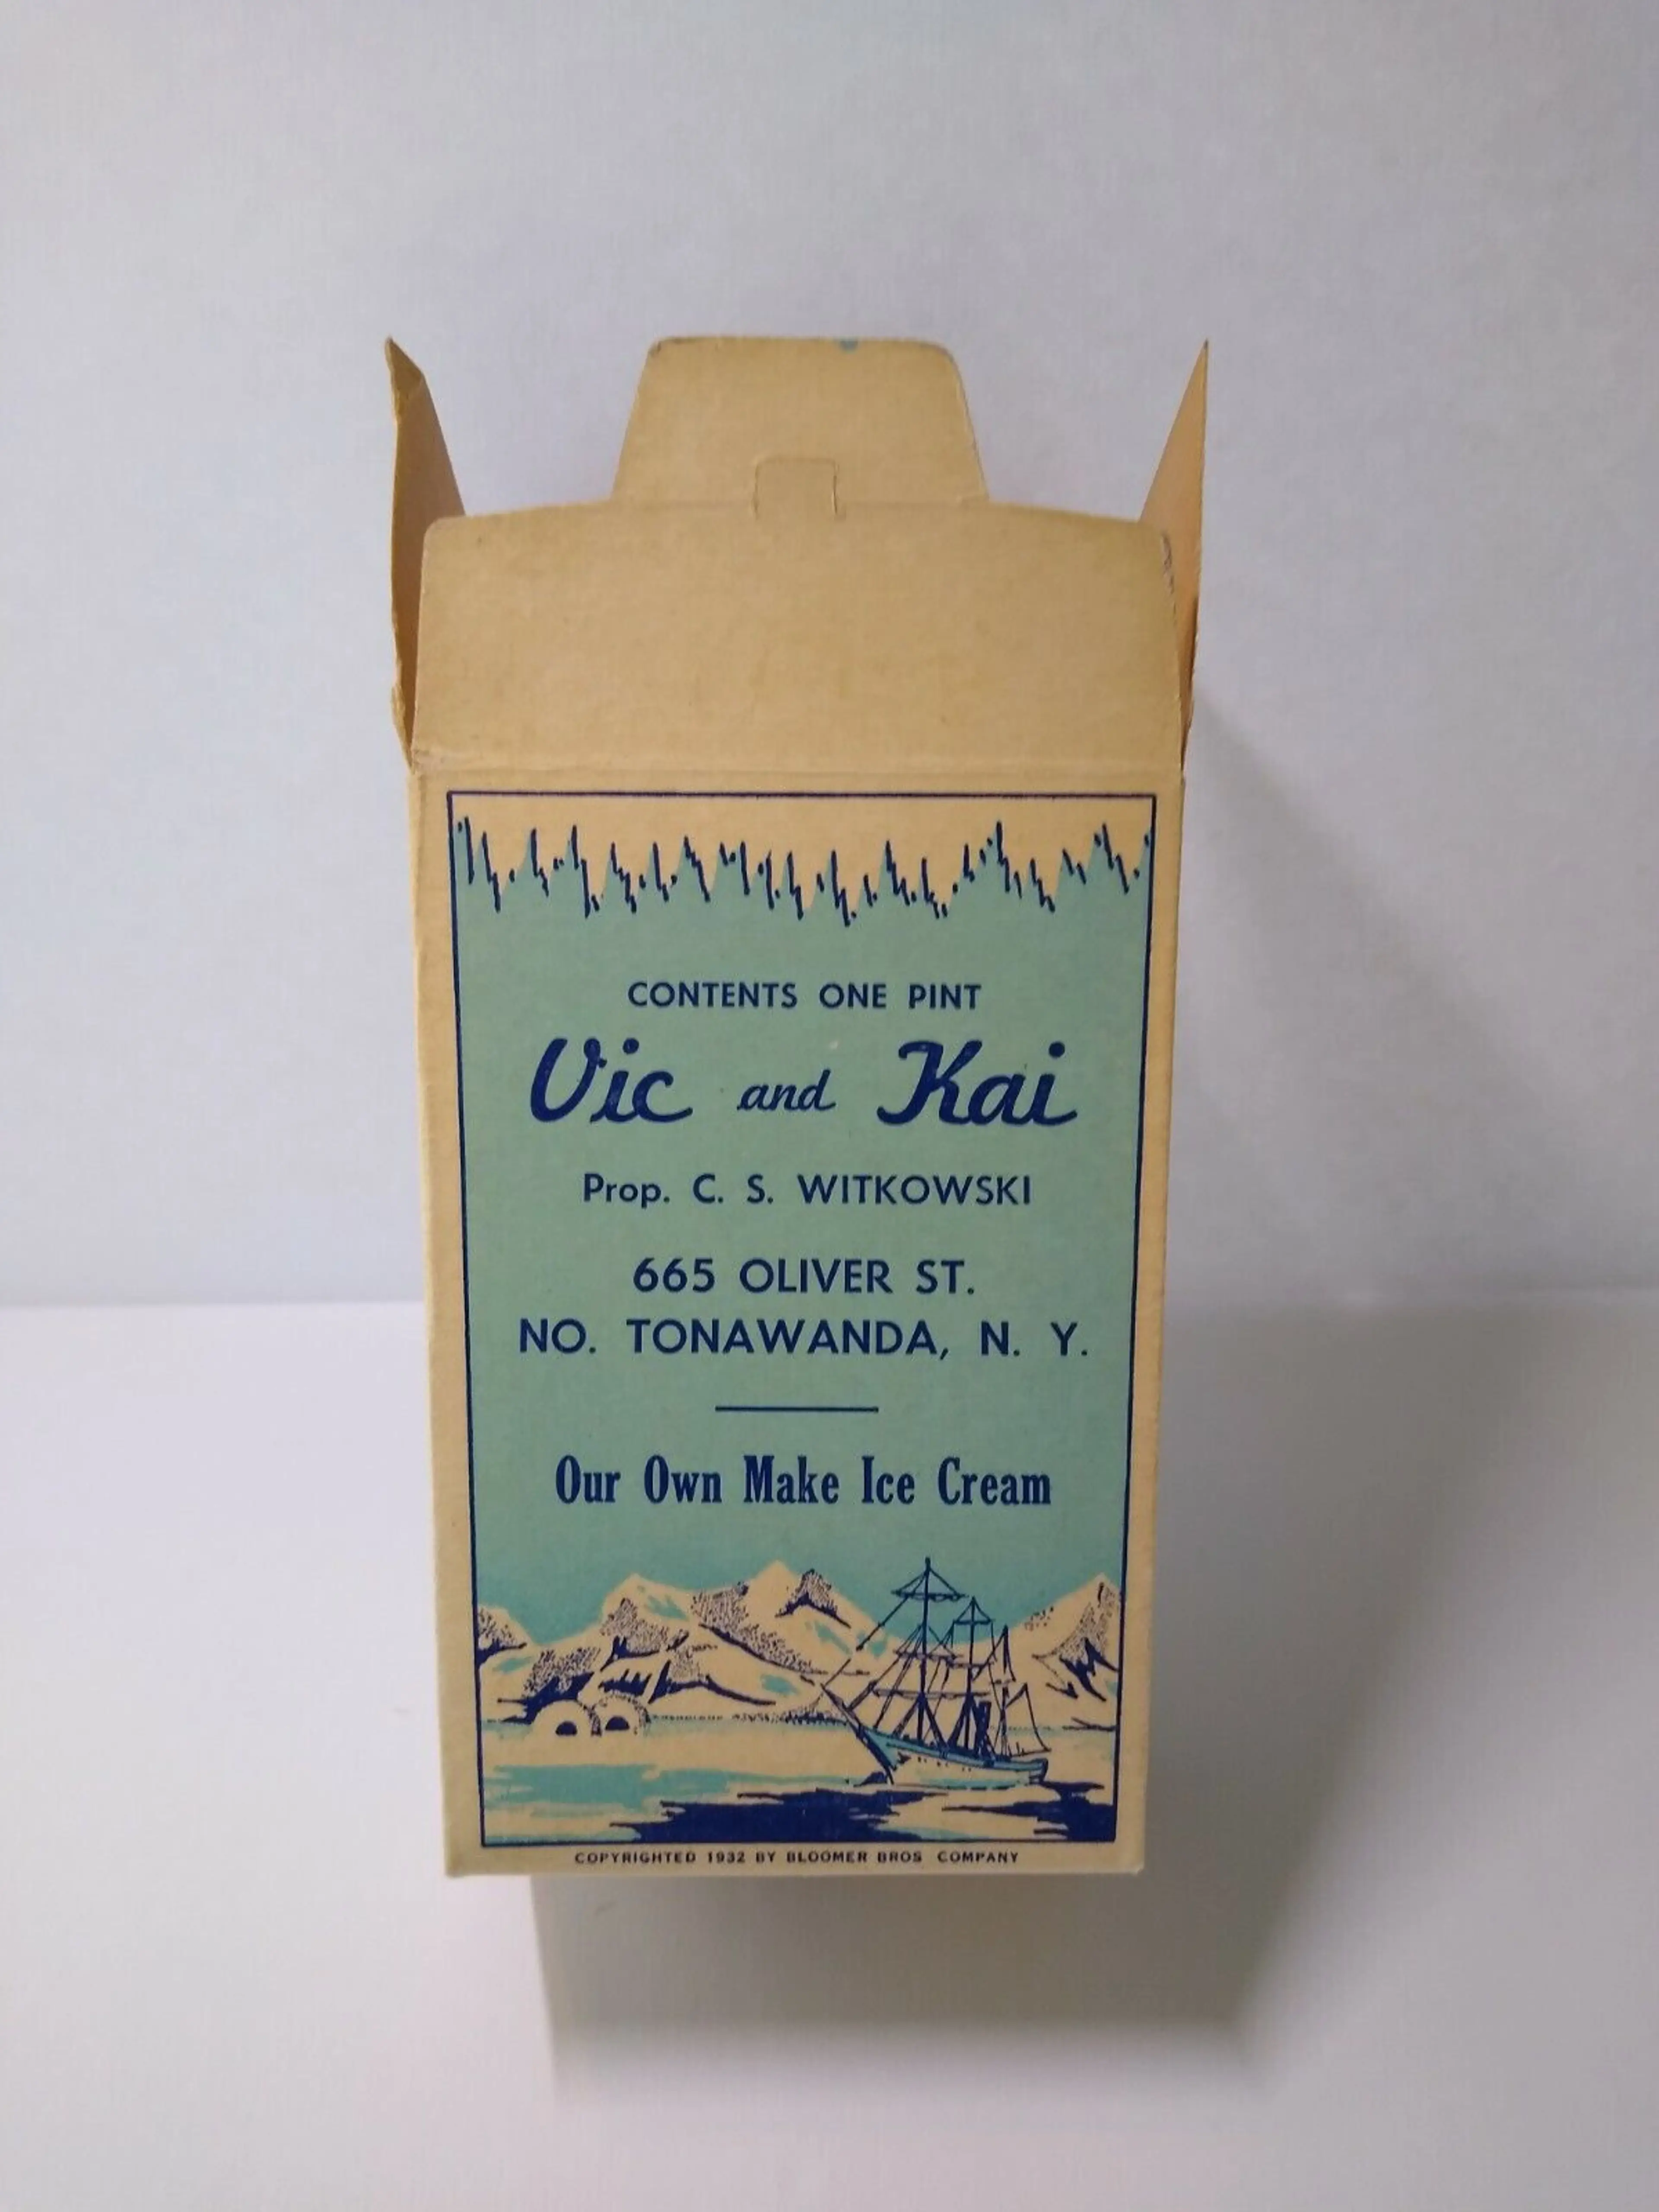 CONTENTS ONE PINT
Vic and Kai
Prop. C. S. WITKOWSKI
665 OLIVER ST.
NO. TONAWANDA, N. Y.
Our Own Make Ice Cream
COPYRIGHTED 1932 BY BLOOMER BROS COMPANY